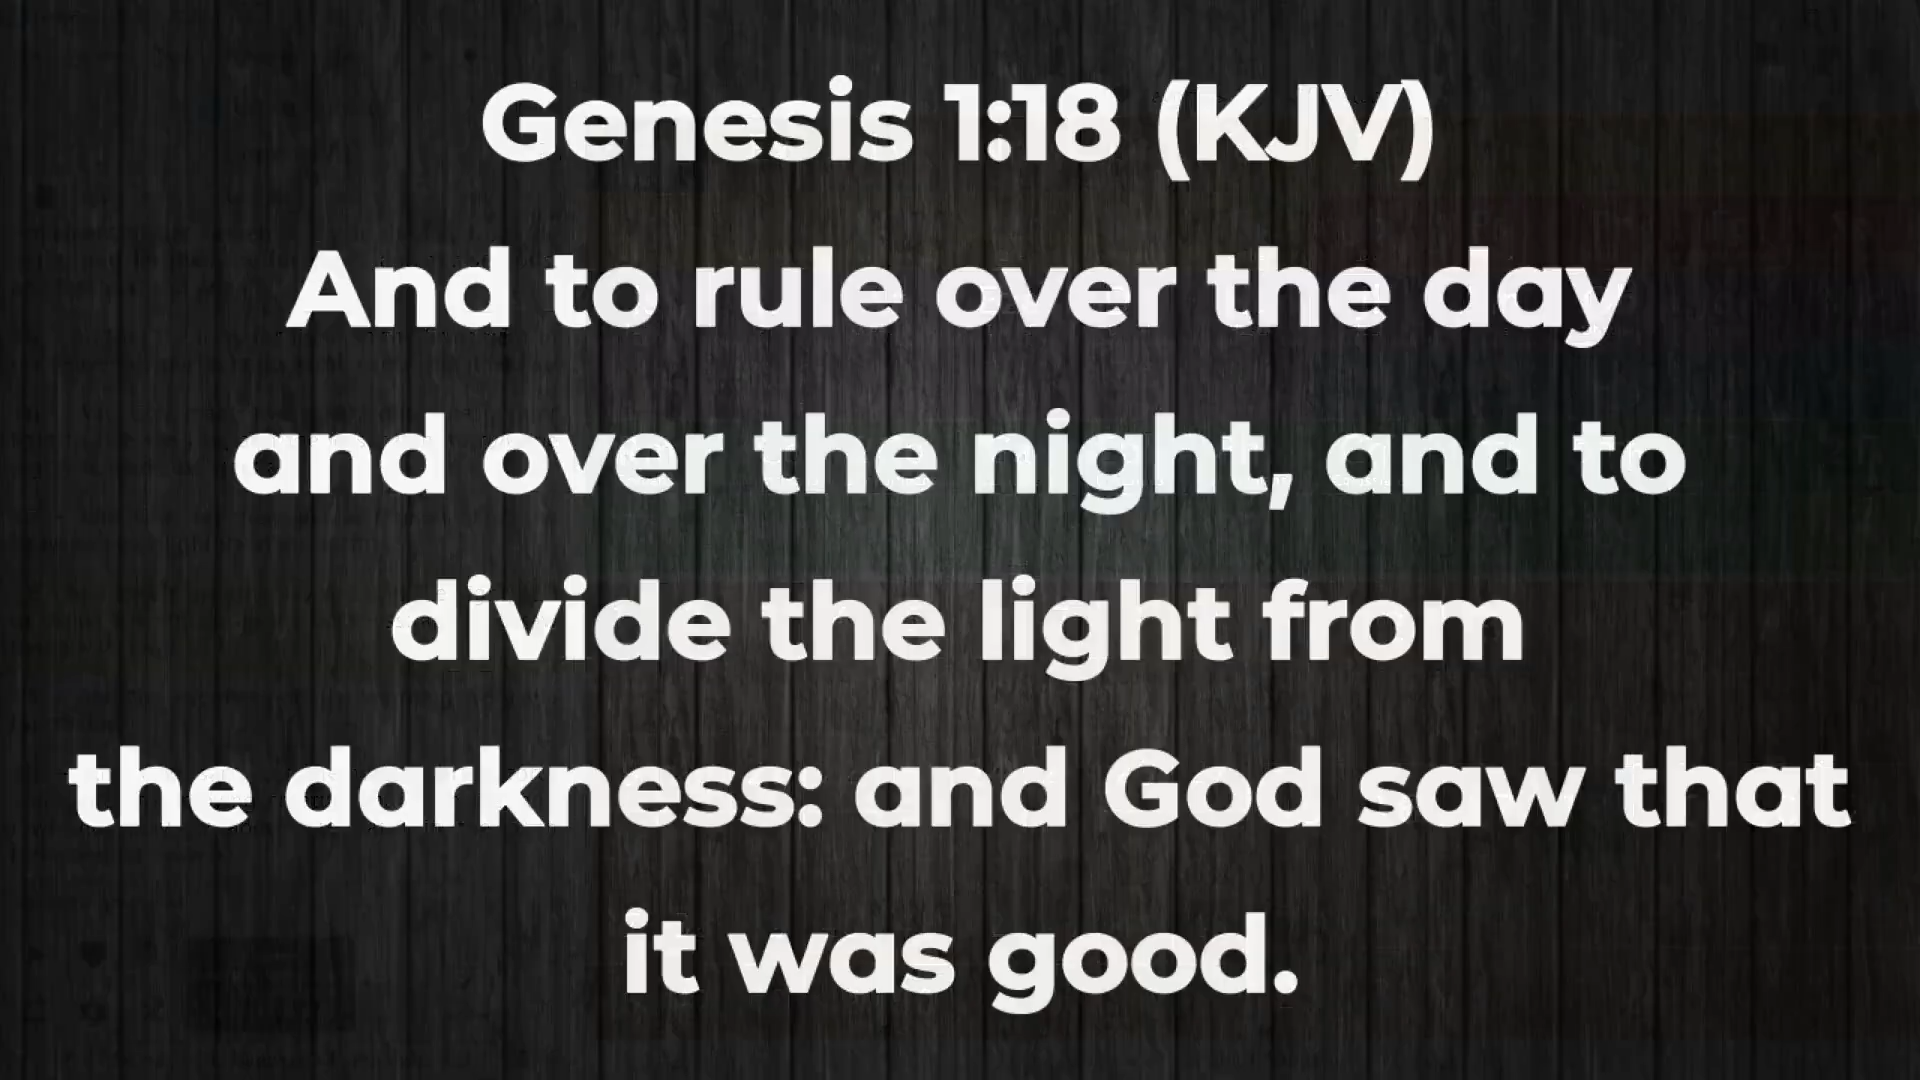 Genesis 1:18 (KJV)
And to rule over the day
and over the night, and to
divide the light from
the darkness: and God saw that
it was good.